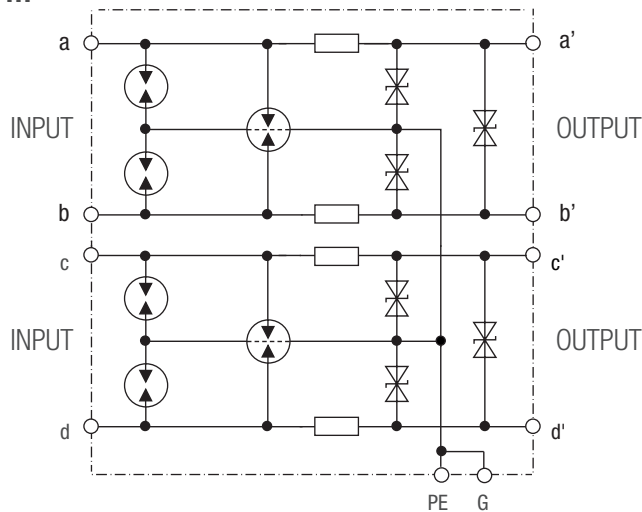 a a'
INPUT OUTPUT
b b'
c c'
INPUT OUTPUT
d d'
PE G